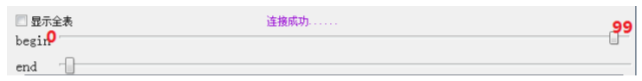 显示全表 连接成功......
begin 0 99
end